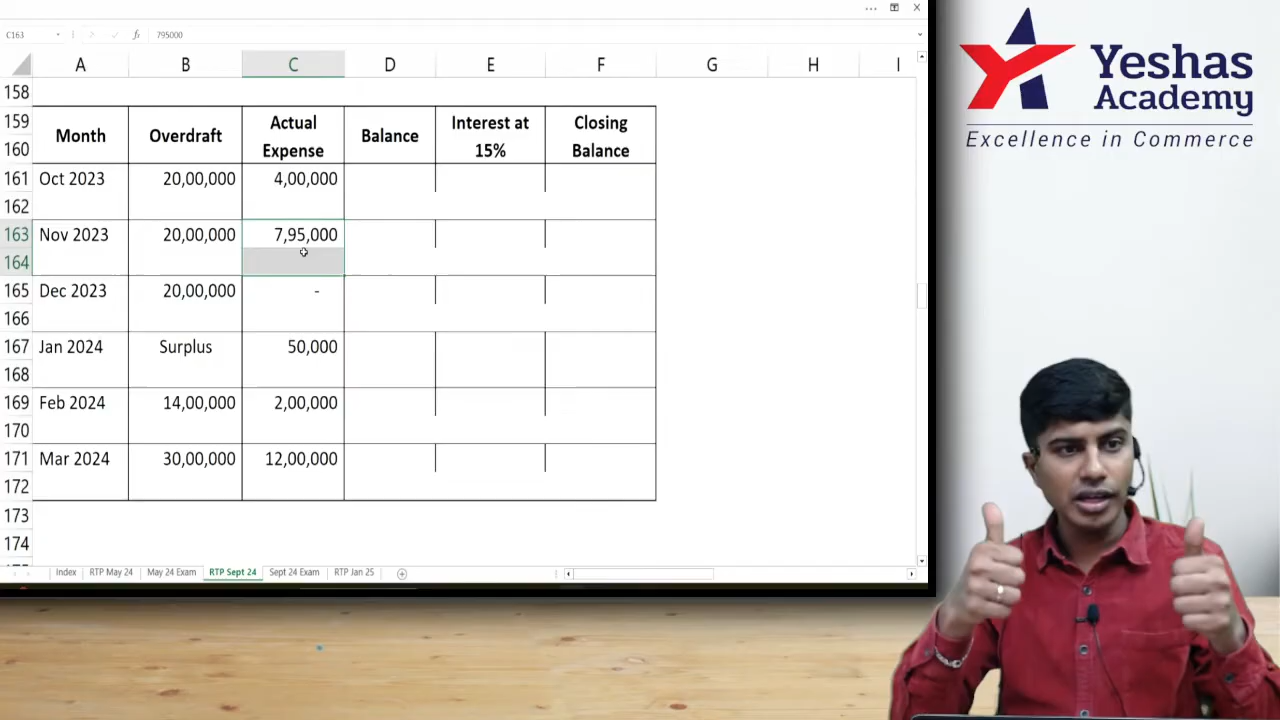 C163 fx 795000
A B C D E F G H I
158
159 Month Overdraft Actual Balance Interest at Closing
160 Expense 15% Balance
161 Oct 2023 20,00,000 4,00,000
162
163 Nov 2023 20,00,000 7,95,000
164
165 Dec 2023 20,00,000 -
166
167 Jan 2024 Surplus 50,000
168
169 Feb 2024 14,00,000 2,00,000
170
171 Mar 2024 30,00,000 12,00,000
172
173
174
Index RTP May 24 May 24 Exam RTP Sept 24 Sept 24 Exam RTP Jan 25
Yeshas
Academy
Excellence in Commerce